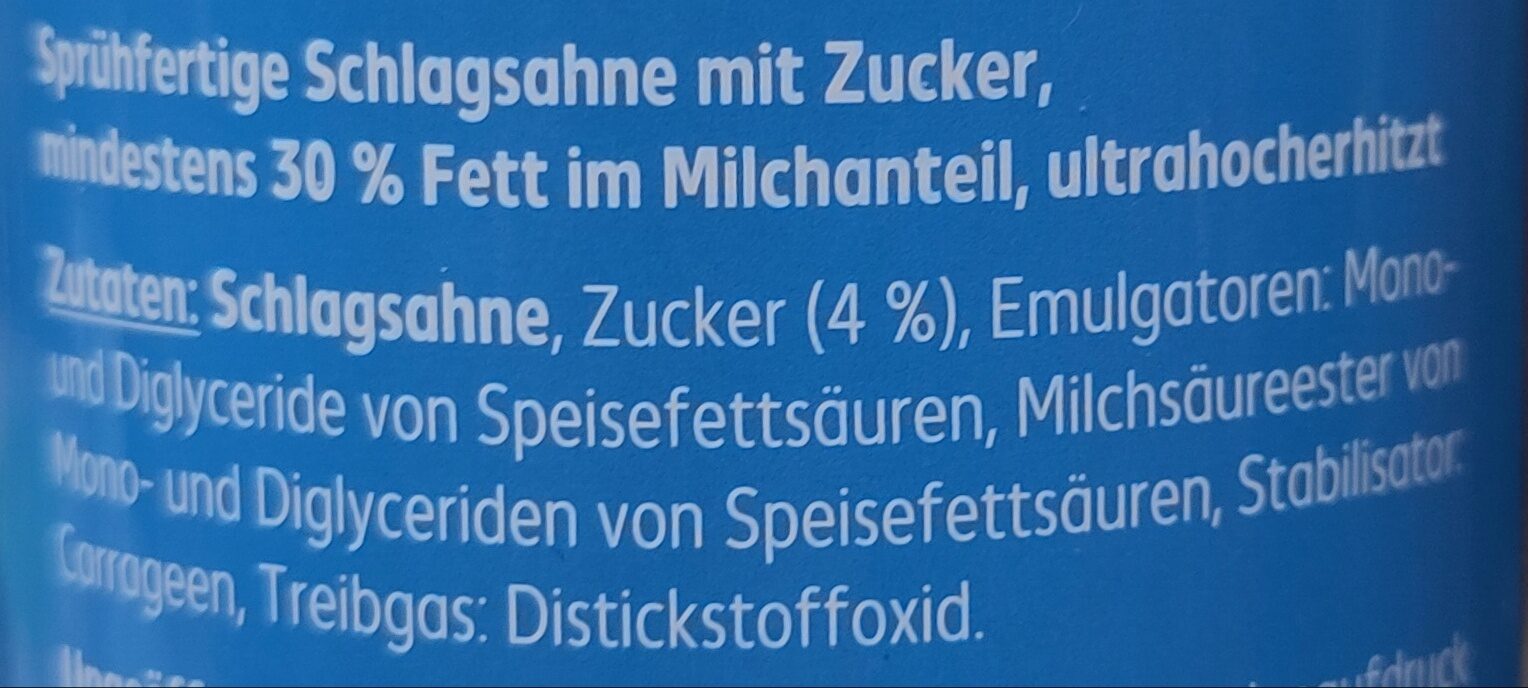 Sprühfertige Schlagsahne mit Zucker,
mindestens 30 % Fett im Milchanteil, ultrahocherhitzt
Zutaten: Schlagsahne, Zucker (4 %), Emulgatoren: Mono-
und Diglyceride von Speisefettsäuren, Milchsäureester von
Mono- und Diglyceriden von Speisefettsäuren, Stabilisator:
Carrageen, Treibgas: Distickstoffoxid.